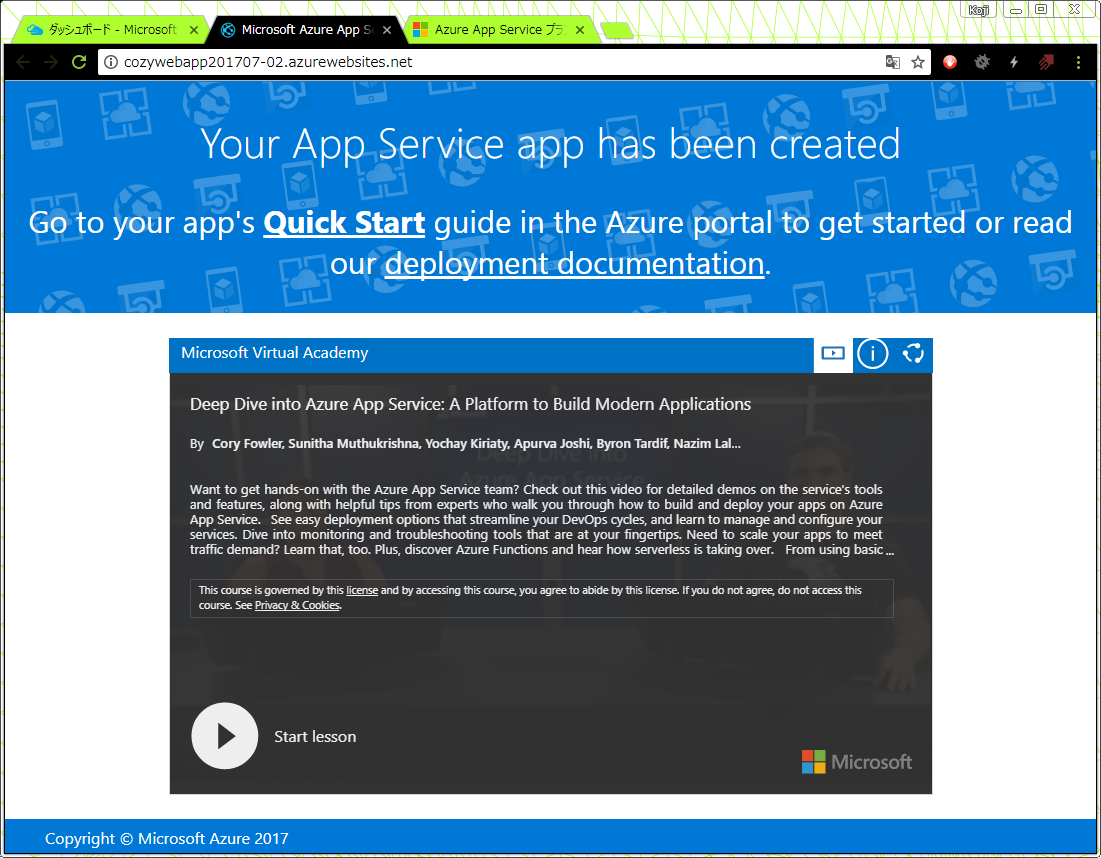 Koji
ダッシュボード - Microsoft
Microsoft Azure App S
Azure App Service プラ
cozywebapp201707-02.azurewebsites.net
Your App Service app has been created
Go to your app's Quick Start guide in the Azure portal to get started or read
our deployment documentation.
Microsoft Virtual Academy
Deep Dive into Azure App Service: A Platform to Build Modern Applications
By Cory Fowler, Sunitha Muthukrishna, Yochay Kiriaty, Apurva Joshi, Byron Tardif, Nazim Lal...
Deep Dive into
Azure App Service
Want to get hands-on with the Azure App Service team? Check out this video for detailed demos on the service's tools
and features, along with helpful tips from experts who walk you through how to build and deploy your apps on Azure
App Service. See easy deployment options that streamline your DevOps cycles, and learn to manage and configure your
services. Dive into monitoring and troubleshooting tools that are at your fingertips. Need to scale your apps to meet
traffic demand? Learn that, too. Plus, discover Azure Functions and hear how serverless is taking over. From using basic ...
This course is governed by this license and by accessing this course, you agree to abide by this license. If you do not agree, do not access this
course. See Privacy & Cookies.
Start lesson
Microsoft
Copyright © Microsoft Azure 2017